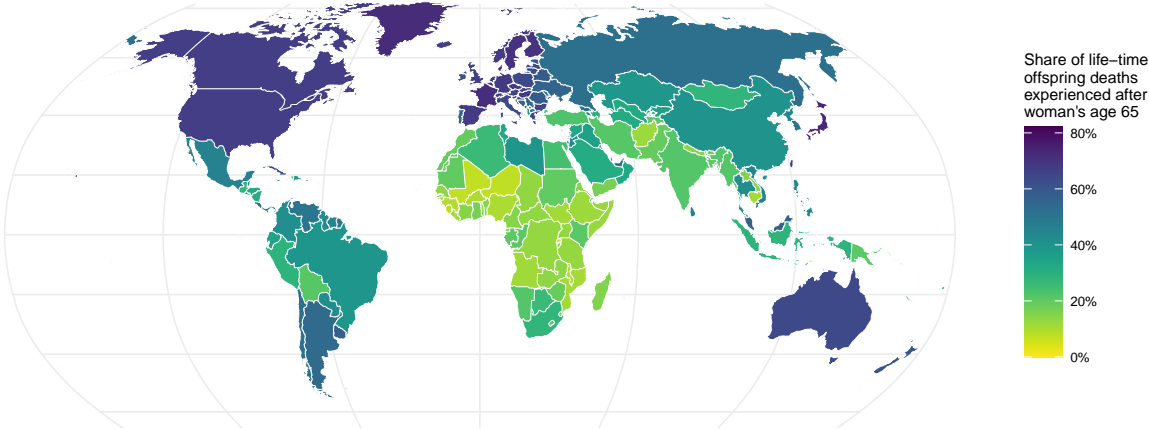 Share of life−time
offspring deaths
experienced after
woman's age 65
80%
60%
40%
20%
0%